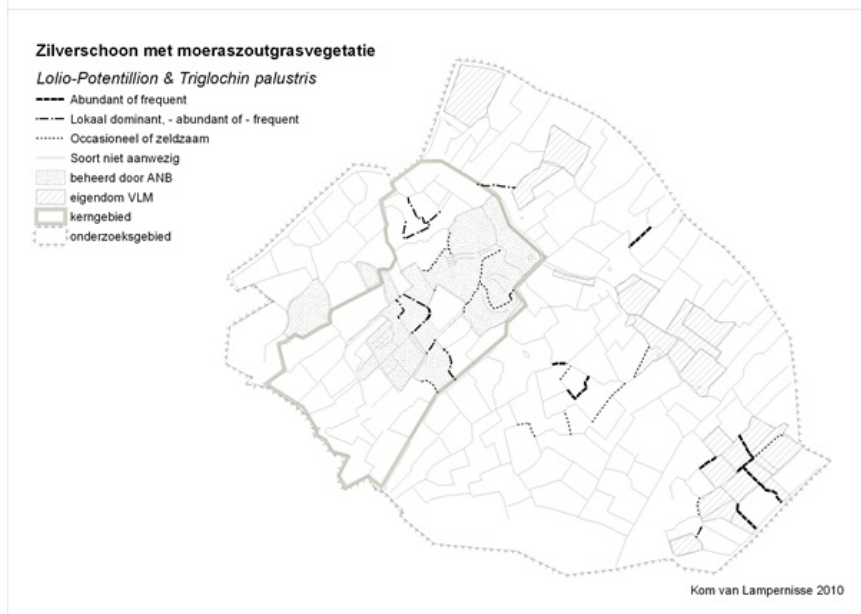 Zilverschoon met moeraszoutgrasvegetatie
Lolio-Potentillion & Triglochin palustris
Abundant of frequent
Lokaal dominant, - abundant of - frequent
Occasioneel of zeldzaam
Soort niet aanwezig
beheerd door ANB
eigendom VLM
kerngebied
onderzoeksgebied
Kom van Lampernisse 2010